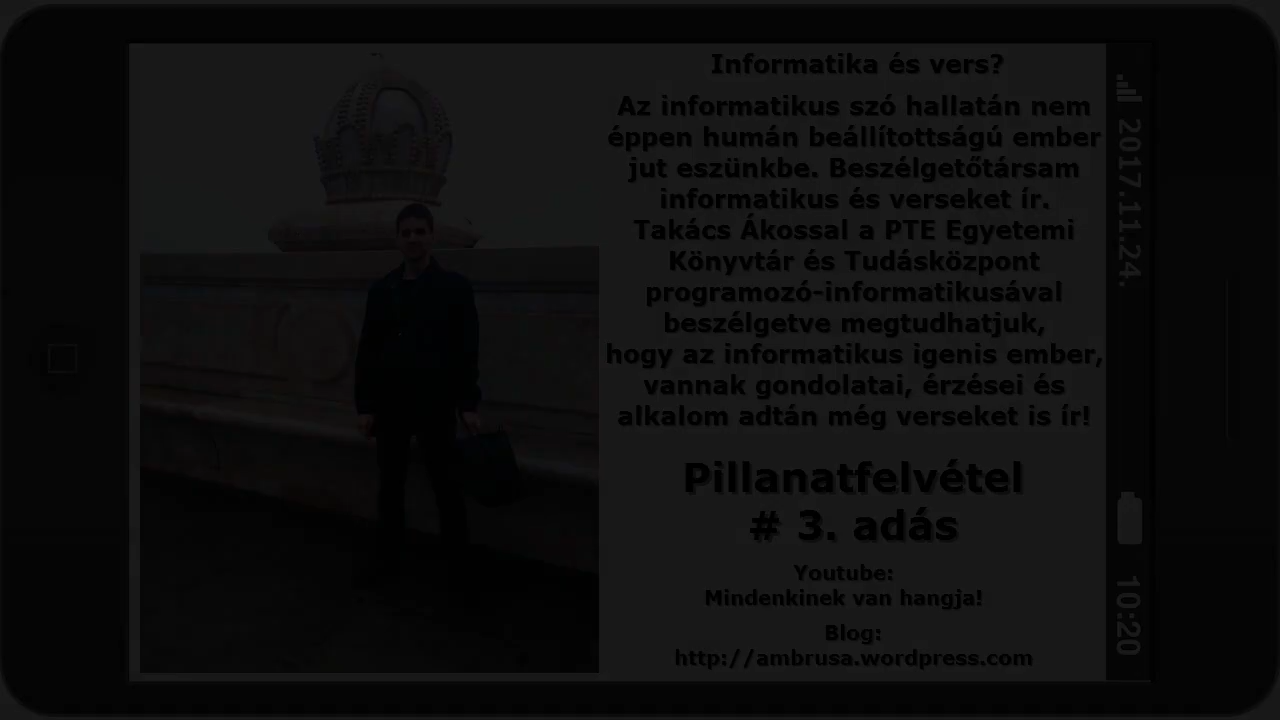 Informatika és vers?
Az informatikus szó hallatán nem
éppen humán beállítottságú ember
jut eszünkbe. Beszélgetőtársam
informatikus és verseket ír.
Takács Ákossal a PTE Egyetemi
Könyvtár és Tudásközpont
programozó-informatikusával
beszélgetve megtudhatjuk,
hogy az informatikus igenis ember,
vannak gondolatai, érzései és
alkalom adtán még verseket is ír!
Pillanatfelvétel
# 3. adás
Youtube:
Mindenkinek van hangja!
Blog:
http://ambrusa.wordpress.com
2017.11.24.
10:20